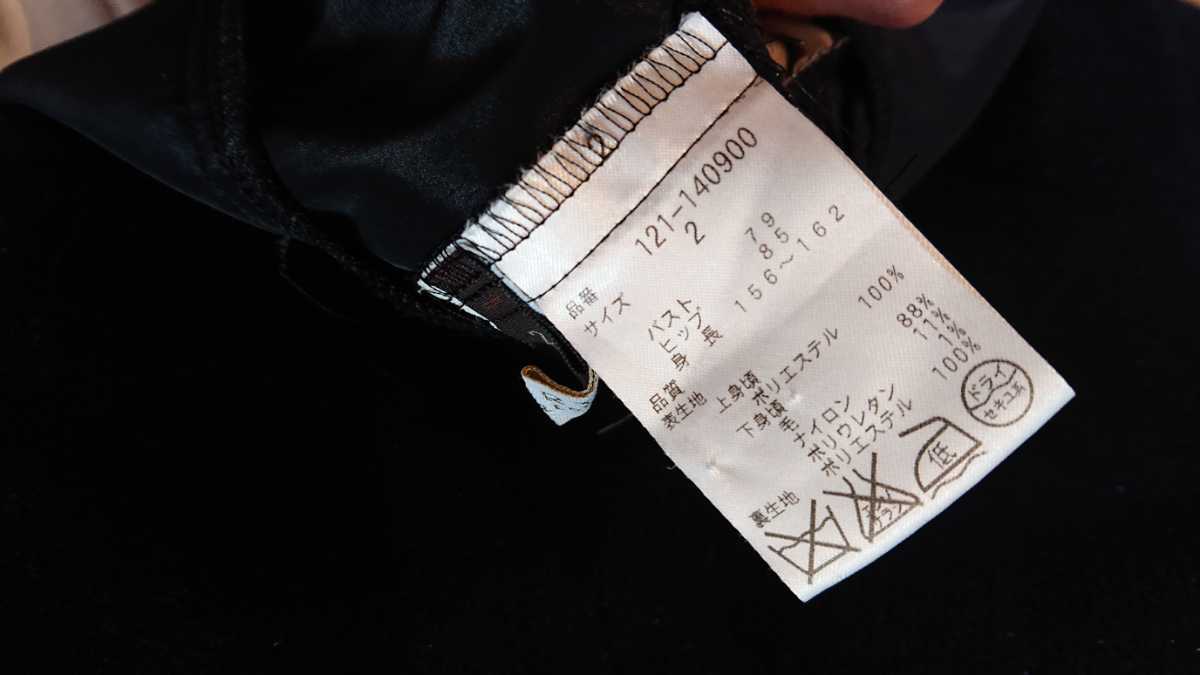 2
品番 121-140900
サイズ 2
バスト 79
ヒップ 85
身長 156～162
品質
表生地 上身頃
ポリエステル 100%
下身頃
毛 88%
ナイロン 11%
ポリウレタン 1%
裏生地 ポリエステル 100%
低
ドライ
セキユ系